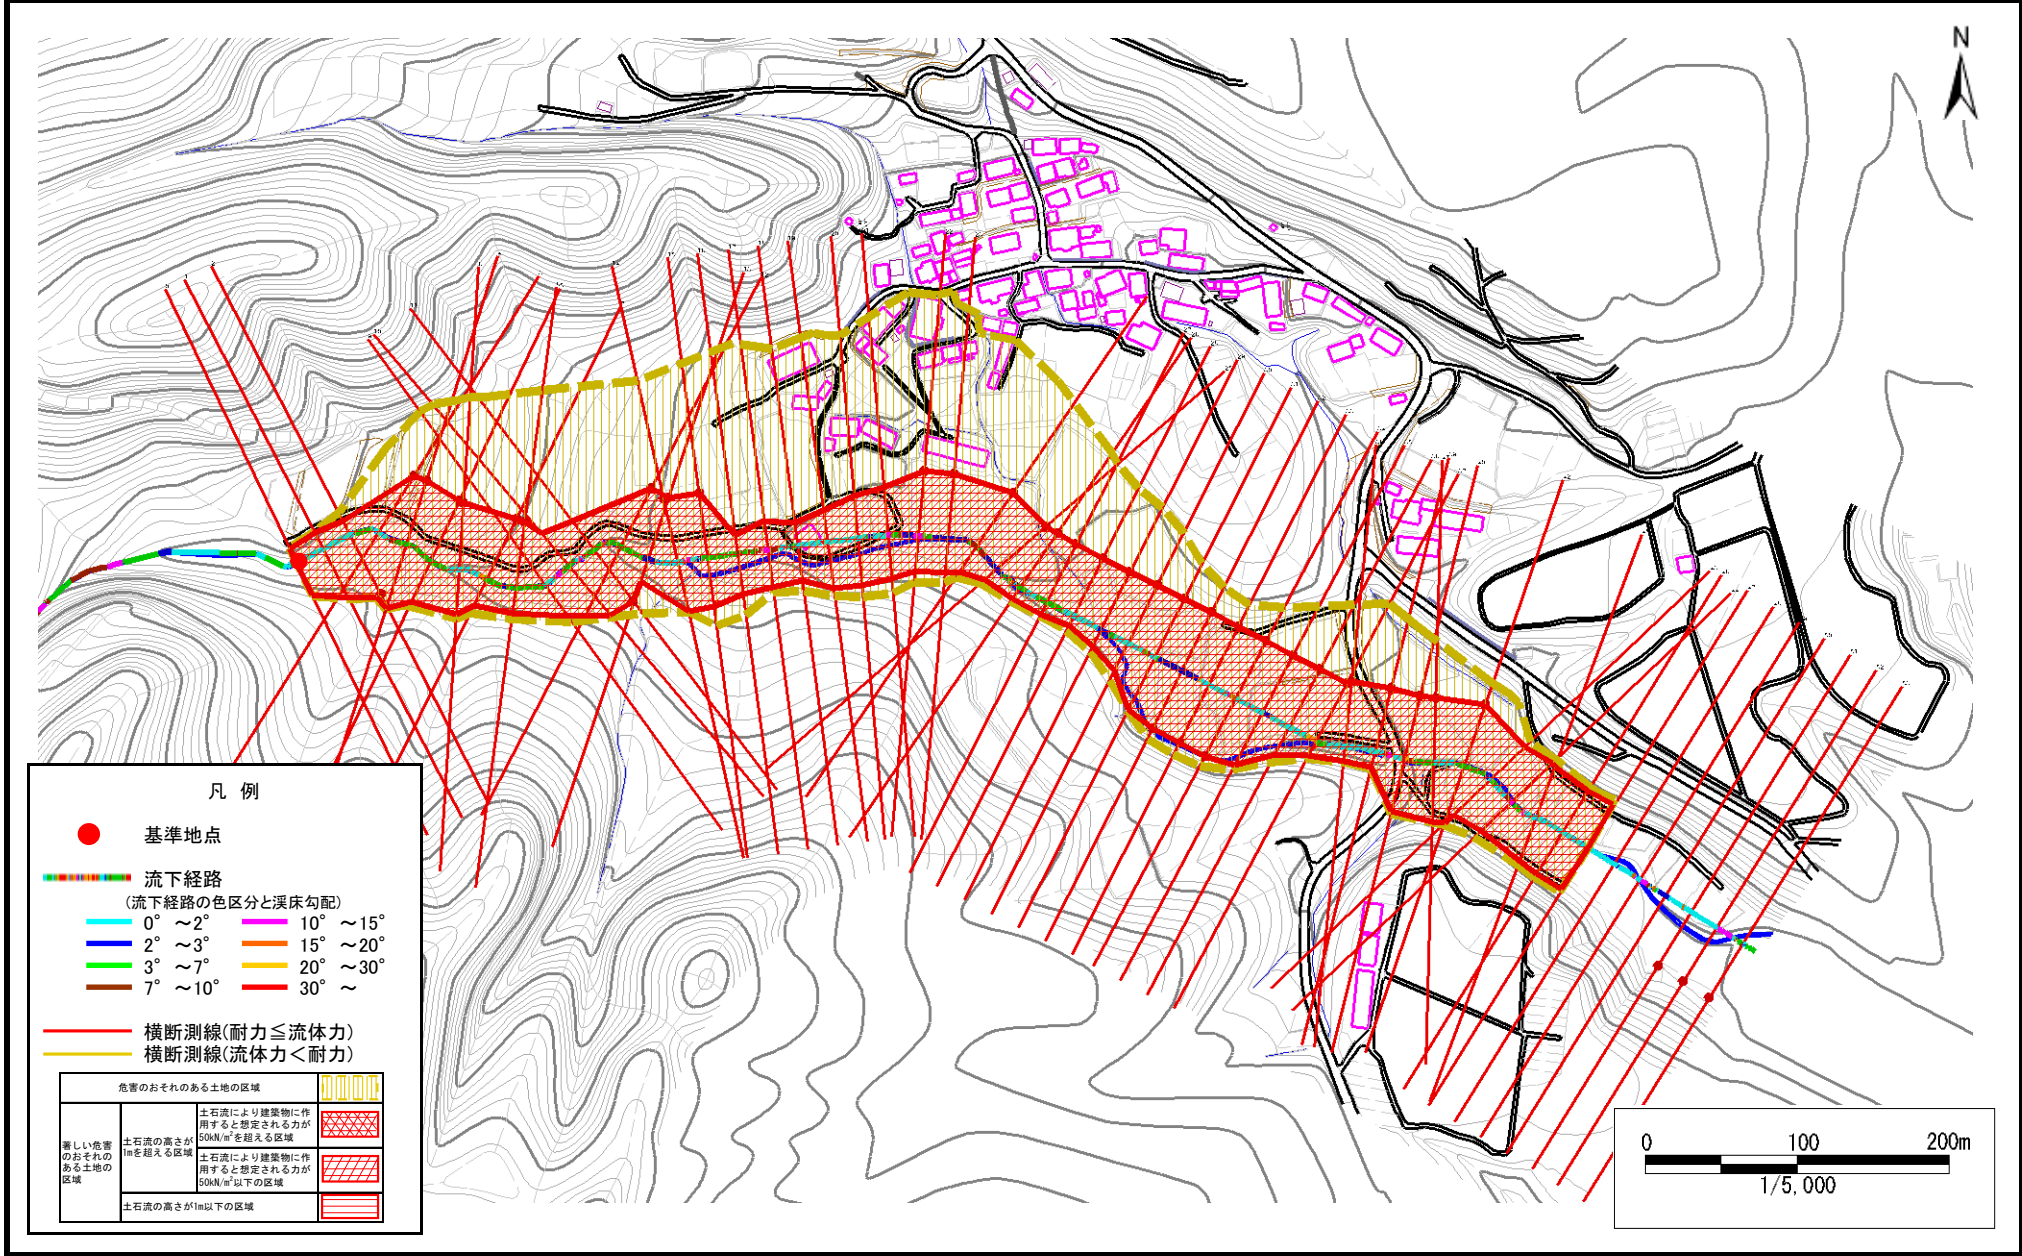 N
凡 例
基準地点
流下経路
(流下経路の色区分と渓床勾配)
0° ～2°
10° ～15°
2° ～3°
15° ～20°
3° ～7°
20° ～30°
7° ～10°
30° ～
横断測線(耐力≦流体力)
横断測線(流体力＜耐力)
危害のおそれのある土地の区域
著しい危害
のおそれの
ある土地の
区域
土石流の高さが
1mを超える区域
土石流により建築物に作
用すると想定される力が
50kN/m²を超える区域
土石流により建築物に作
用すると想定される力が
50kN/m²以下の区域
土石流の高さが1m以下の区域
0 100 200m
1/5,000